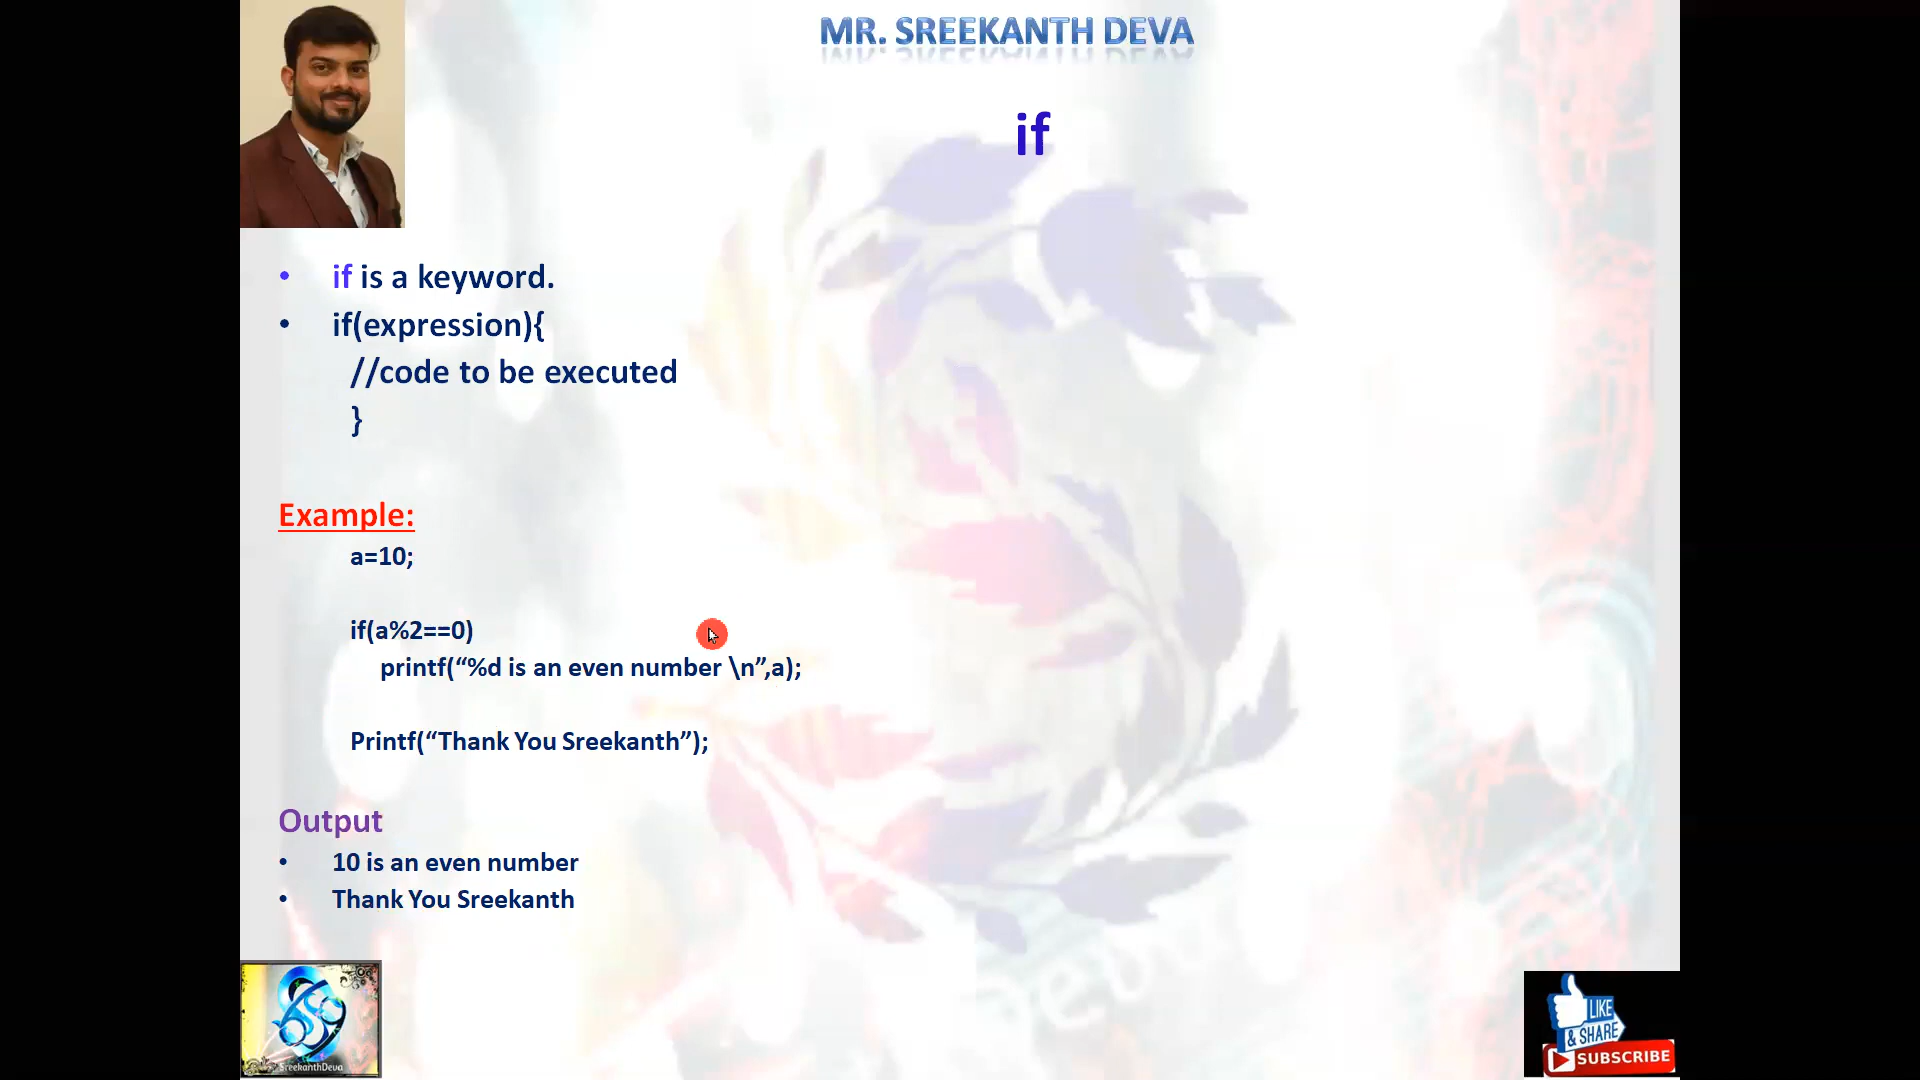 MR. SREEKANTH DEVA
if
• if is a keyword.
• if(expression){
//code to be executed
}
Example:
a=10;
if(a%2==0)
printf(“%d is an even number \n”,a);
Printf(“Thank You Sreekanth”);
Output
• 10 is an even number
• Thank You Sreekanth
SreekanthDeva
LIKE
& SHARE
SUBSCRIBE